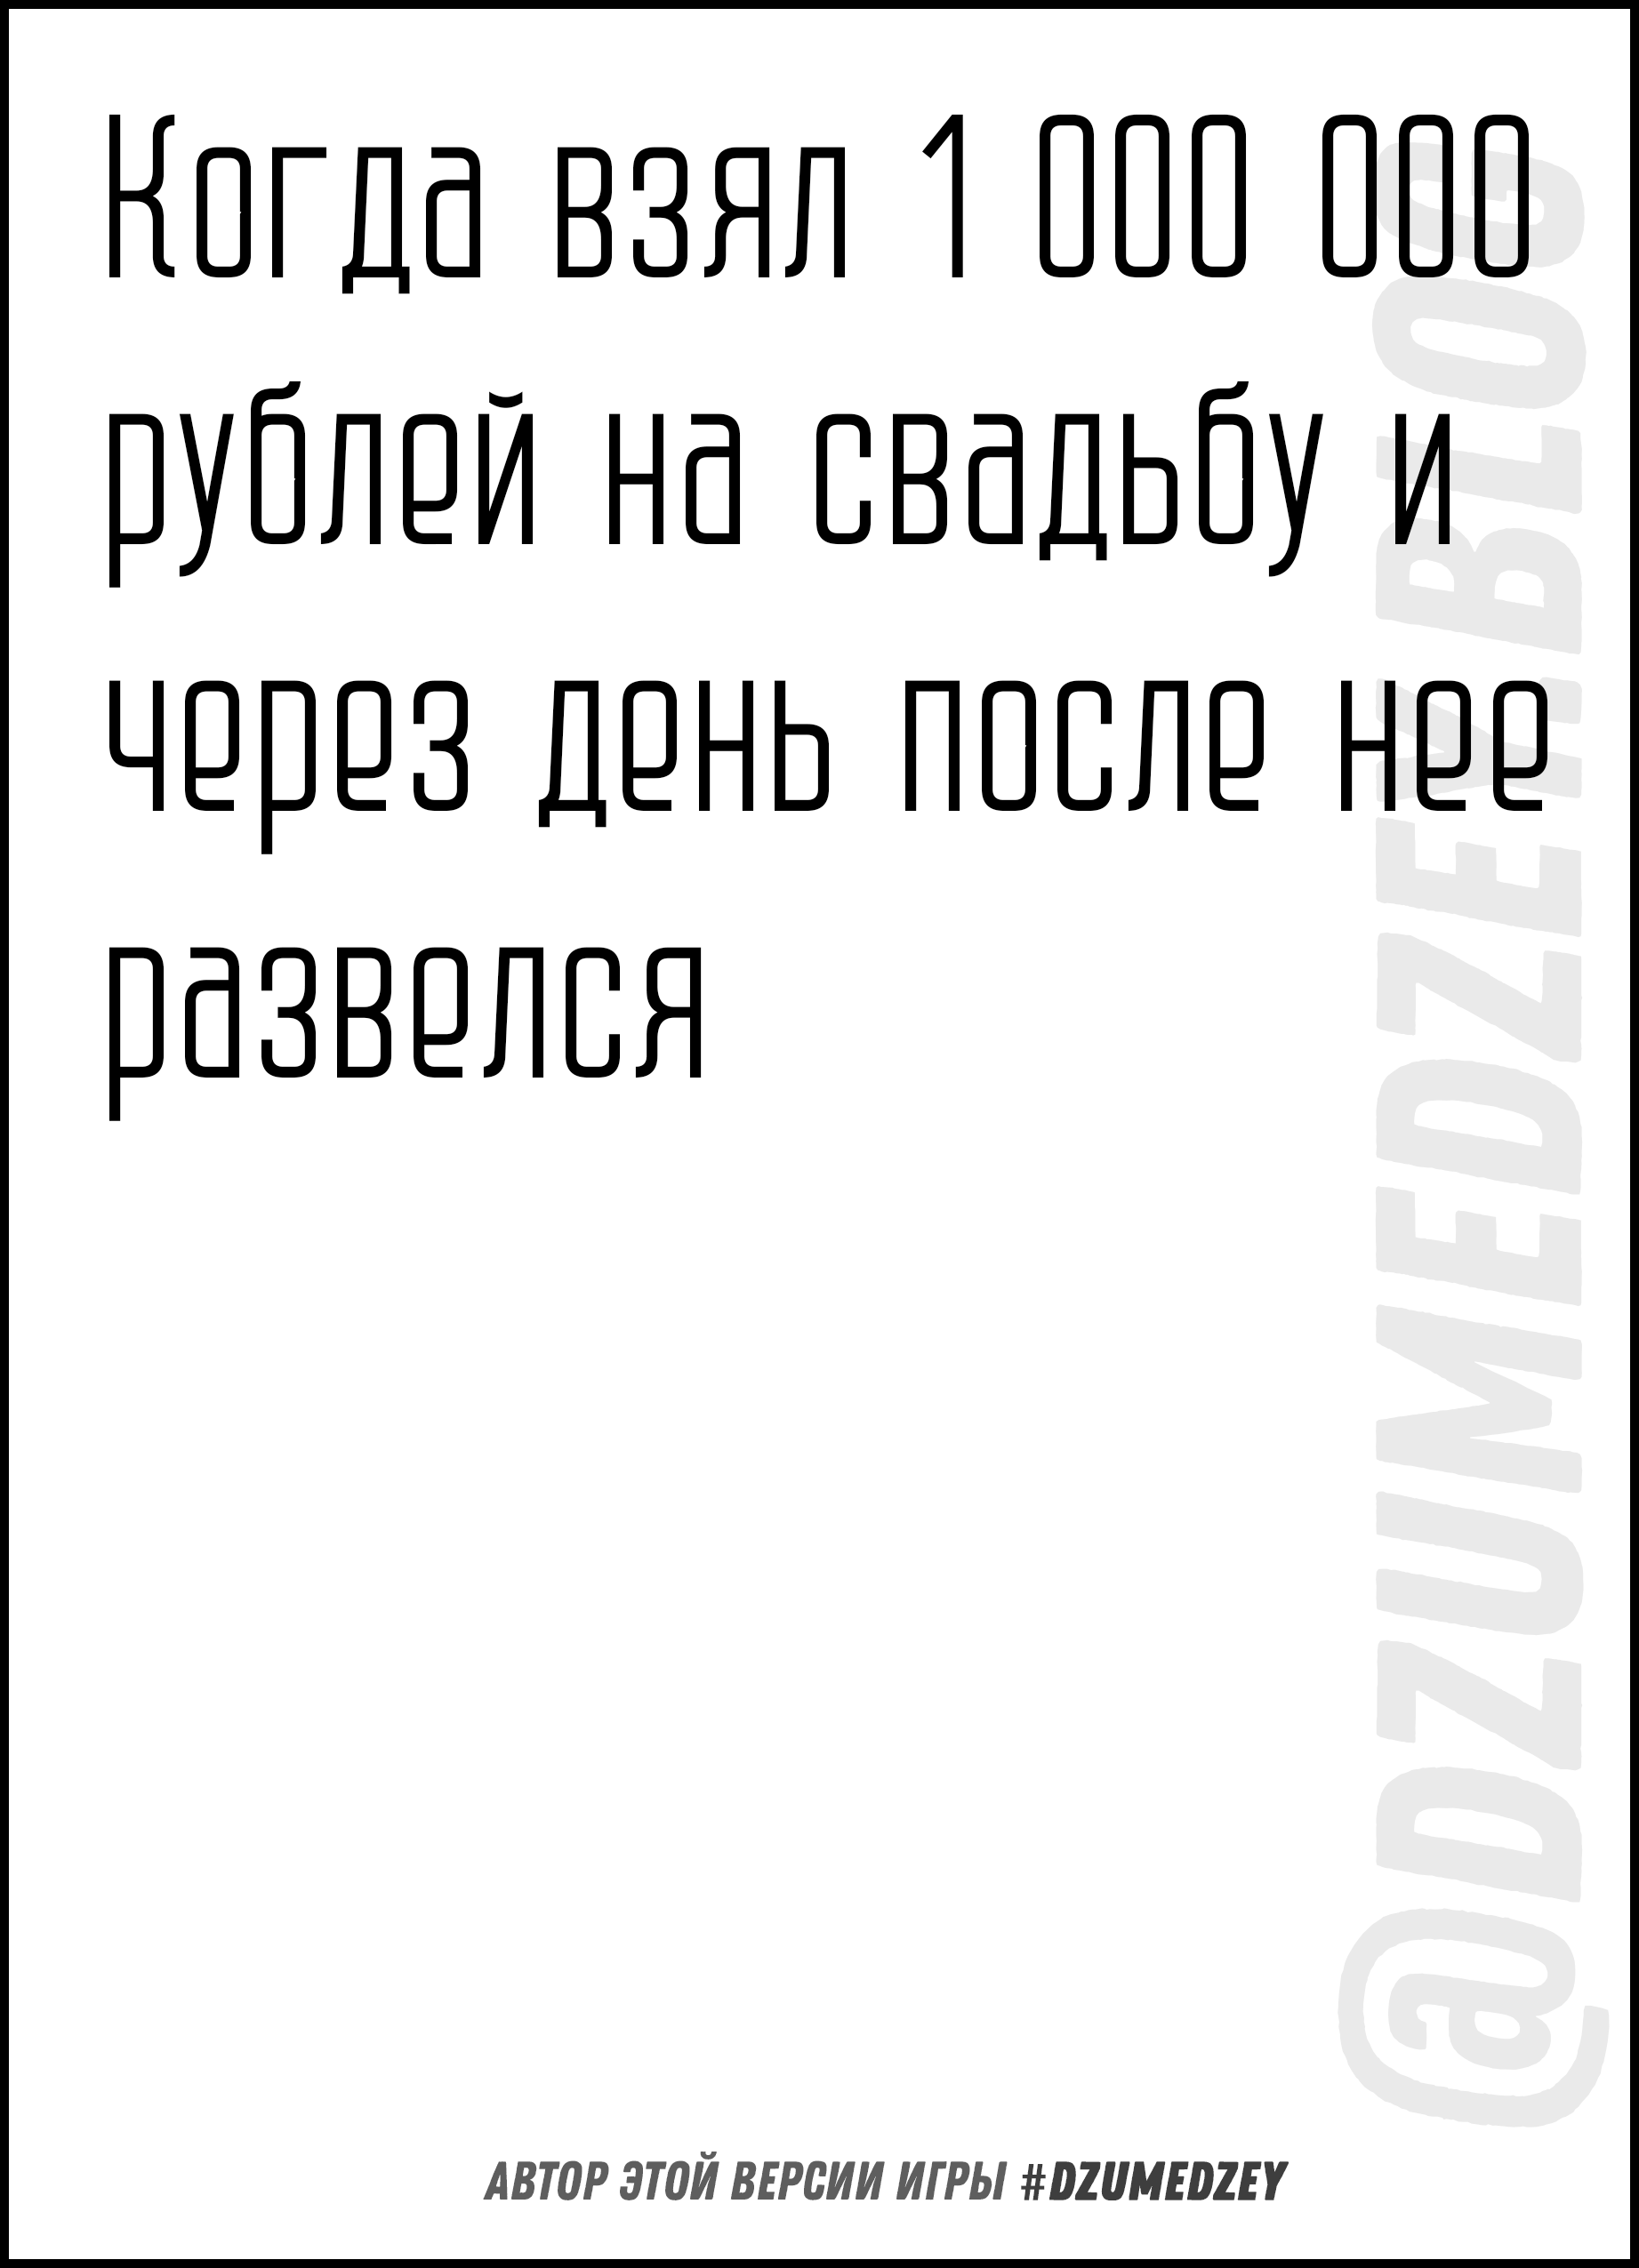 Когда взял 1 000 000
рублей на свадьбу и
через день после нее
развелся
@DZUMEDZEY.BLOG
АВТОР ЭТОЙ ВЕРСИИ ИГРЫ #DZUMEDZEY